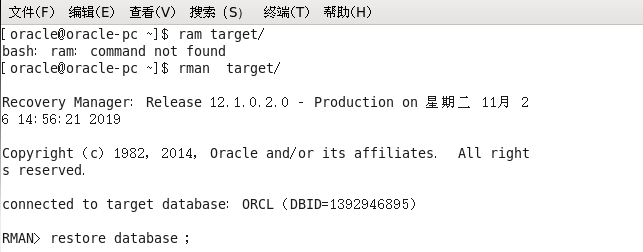 文件(F) 编辑(E) 查看(V) 搜索 (S) 终端(T) 帮助(H)
[oracle@oracle-pc ~]$ ram target/
bash: ram: command not found
[oracle@oracle-pc ~]$ rman  target/
Recovery Manager: Release 12.1.0.2.0 - Production on 星期二 11月 2
6 14:56:21 2019
Copyright (c) 1982, 2014, Oracle and/or its affiliates.  All right
s reserved.
connected to target database: ORCL (DBID=1392946895)
RMAN> restore database ;